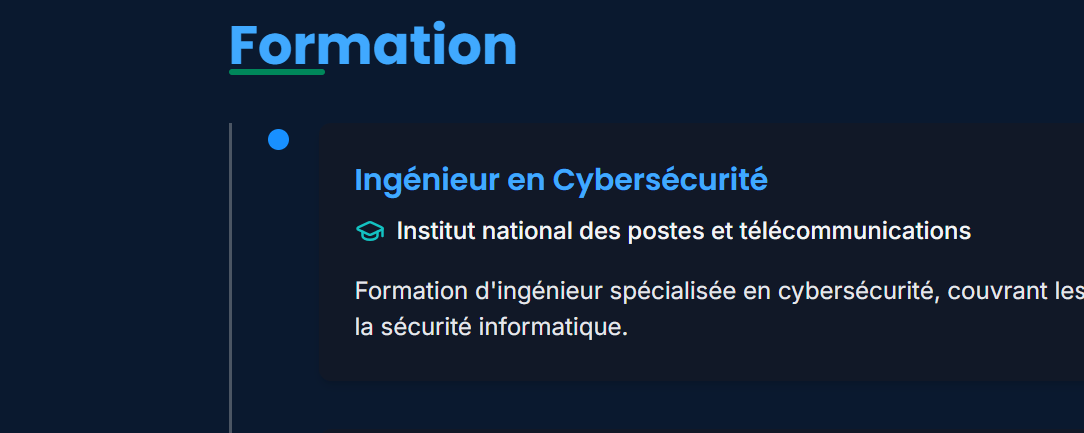 Formation
Ingénieur en Cybersécurité
Institut national des postes et télécommunications
Formation d'ingénieur spécialisée en cybersécurité, couvrant les
la sécurité informatique.